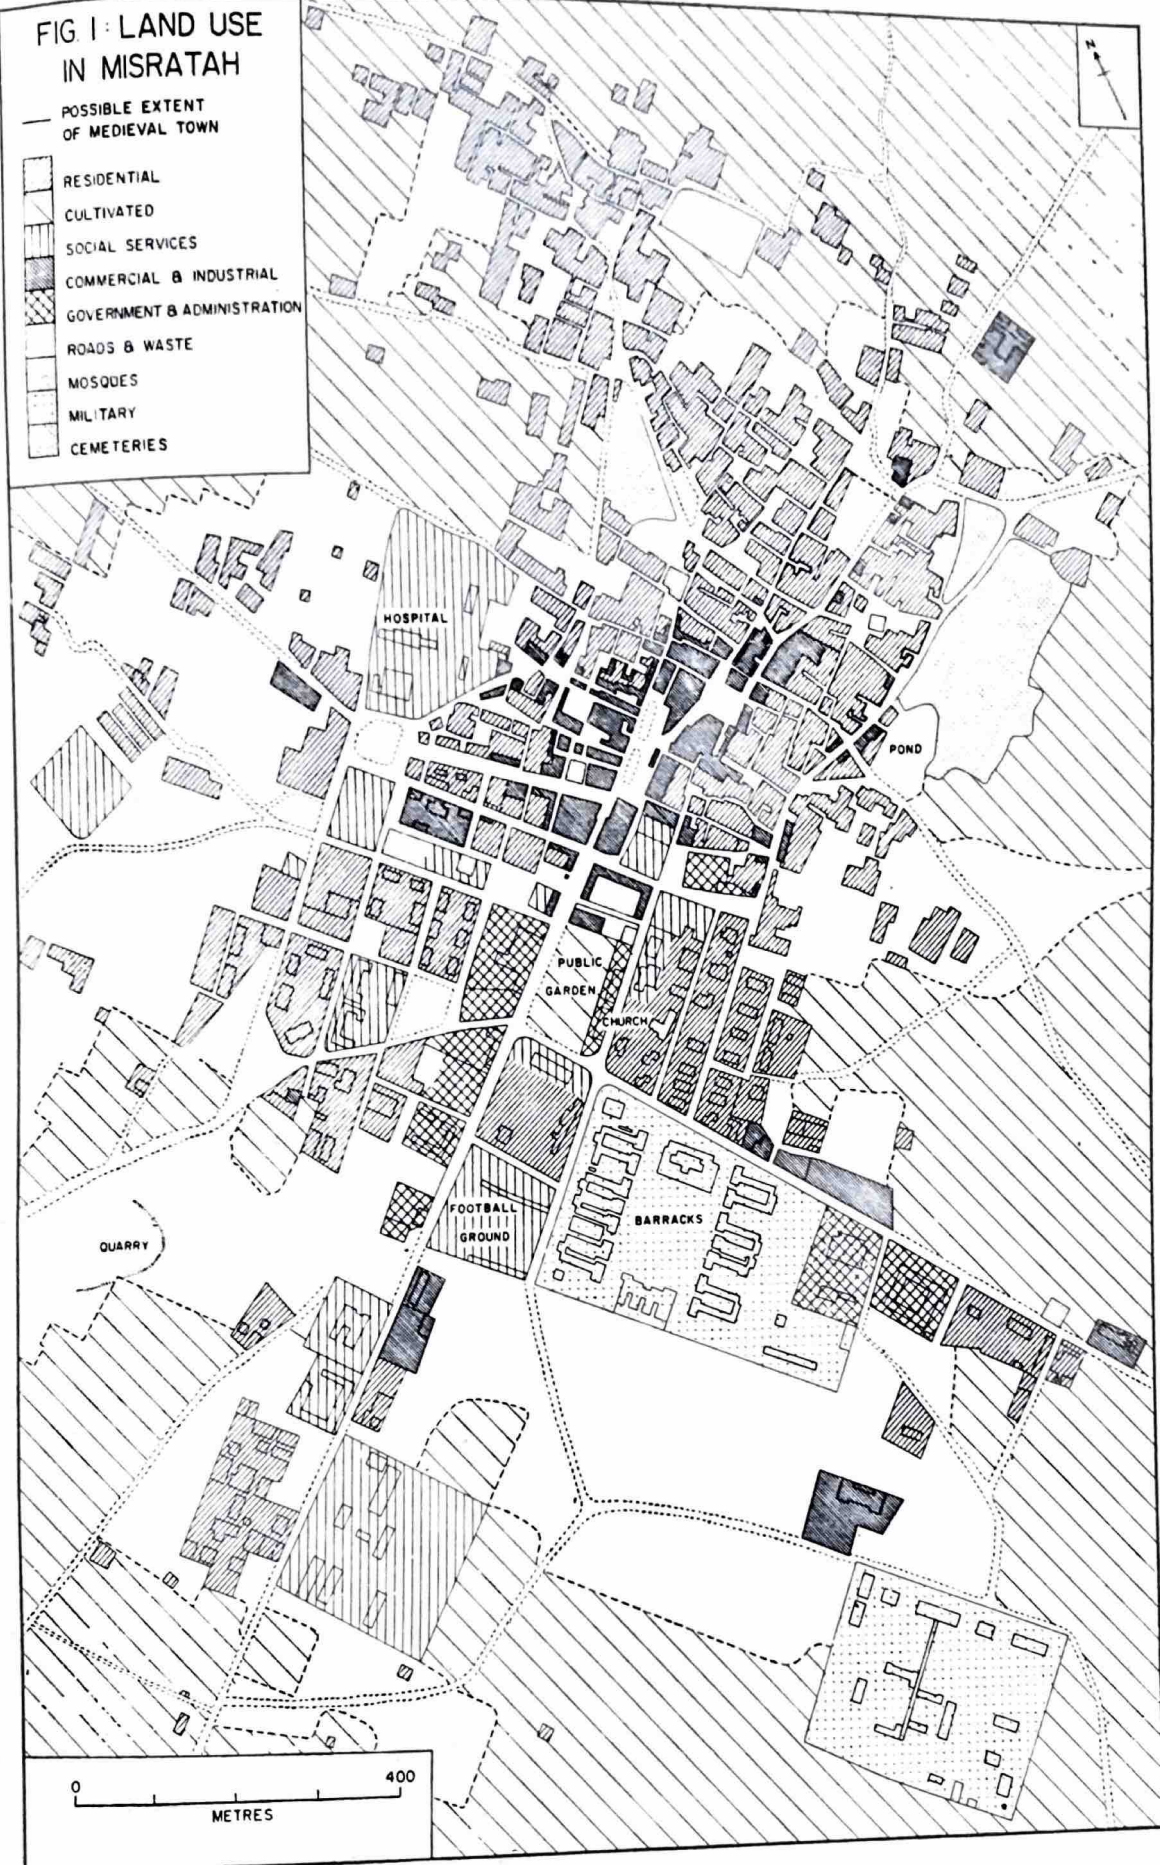 FIG. 1 : LAND USE
IN MISRATAH
POSSIBLE EXTENT
OF MEDIEVAL TOWN
RESIDENTIAL
CULTIVATED
SOCIAL SERVICES
COMMERCIAL & INDUSTRIAL
GOVERNMENT & ADMINISTRATION
ROADS & WASTE
MOSQUES
MILITARY
CEMETERIES
N
HOSPITAL
POND
PUBLIC
GARDEN
CHURCH
FOOTBALL
GROUND
BARRACKS
QUARRY
0 400
METRES